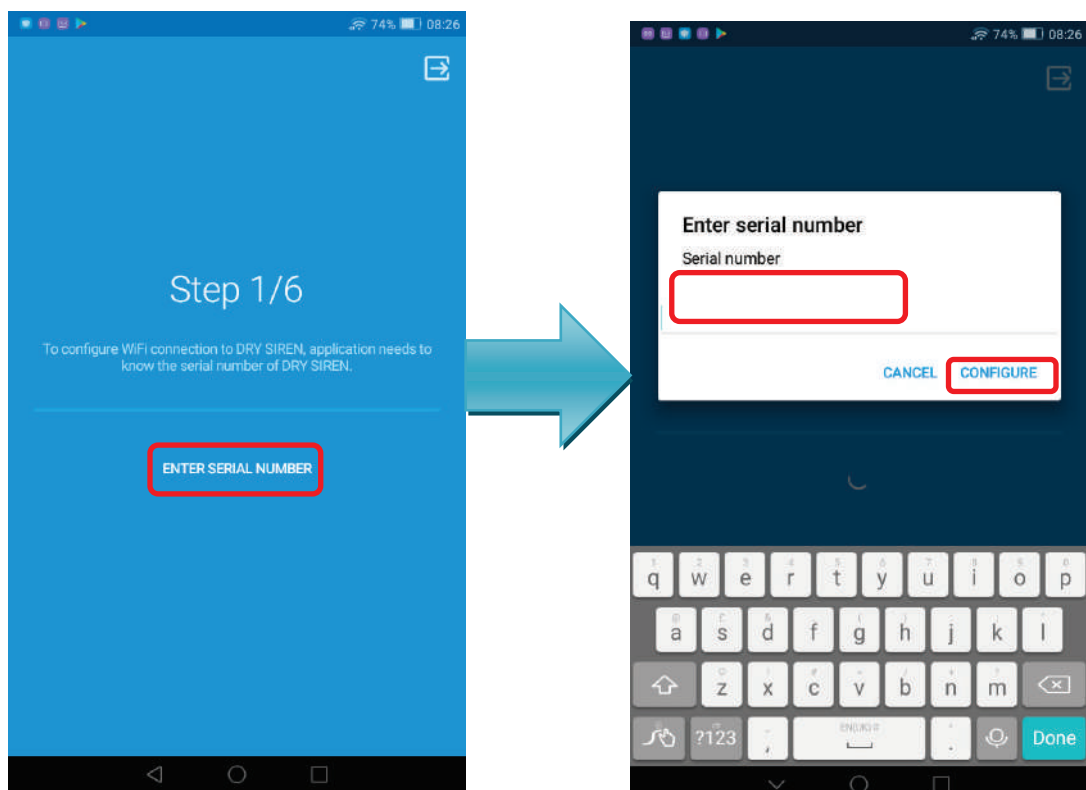 74% 08:26
Step 1/6
To configure WiFi connection to DRY SIREN, application needs to
know the serial number of DRY SIREN.
ENTER SERIAL NUMBER
74% 08:26
Enter serial number
Serial number
CANCEL CONFIGURE
q w e r t y u i o p
a s d f g h j k l
z x c v b n m
?123 , . Done